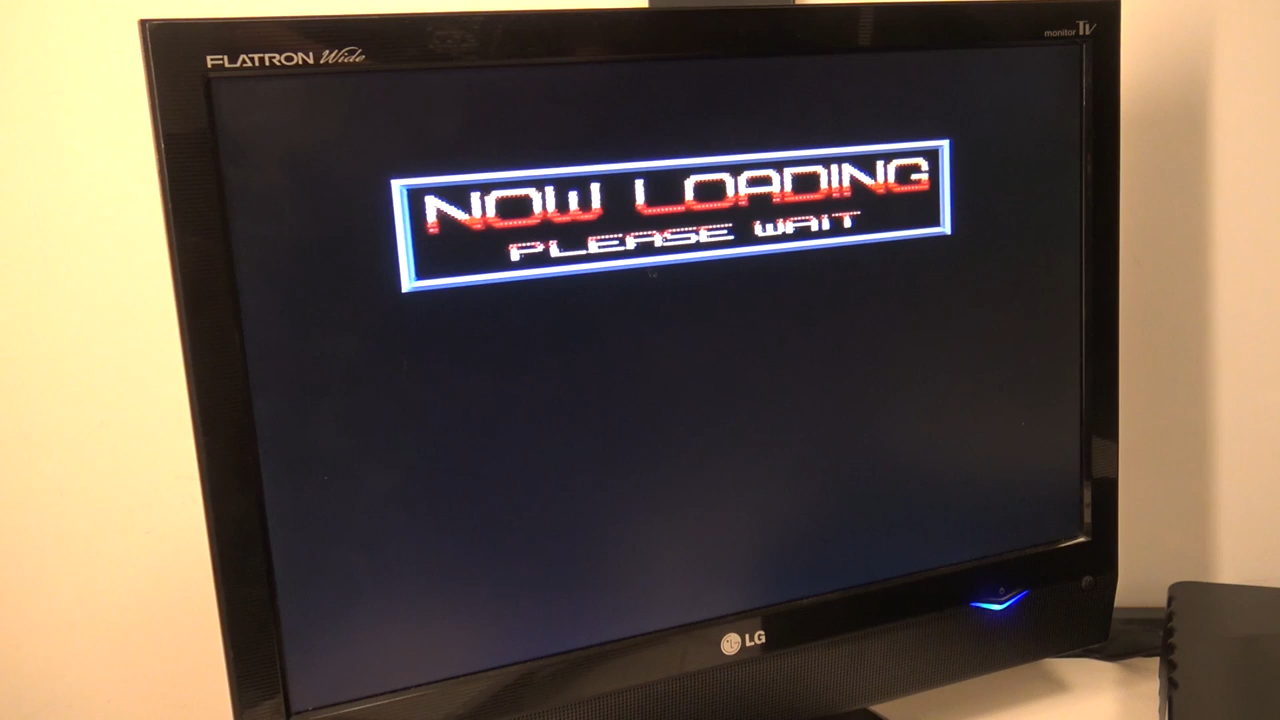 FLATRON Wide
monitor TV
NOW LOADING
PLEASE WAIT
LG